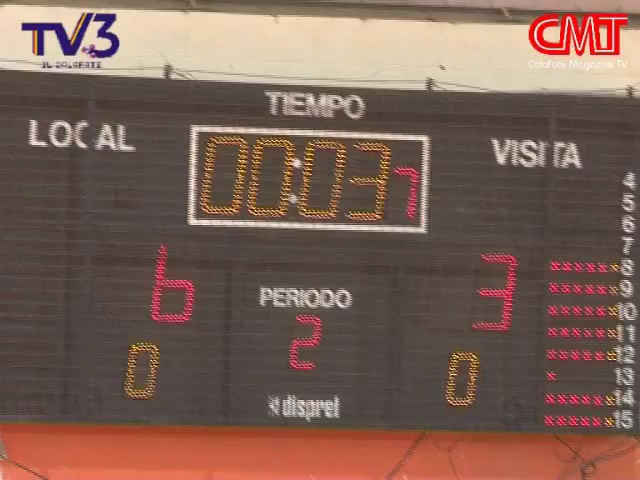 TV3
EL CALAFATE
CMT
Calafate Magazine TV
TIEMPO
LOCAL
VISITA
00:03 7
4
5
6
7
8
9
10
11
12
13
14
15
6
PERIODO
3
2
0
0
disprel